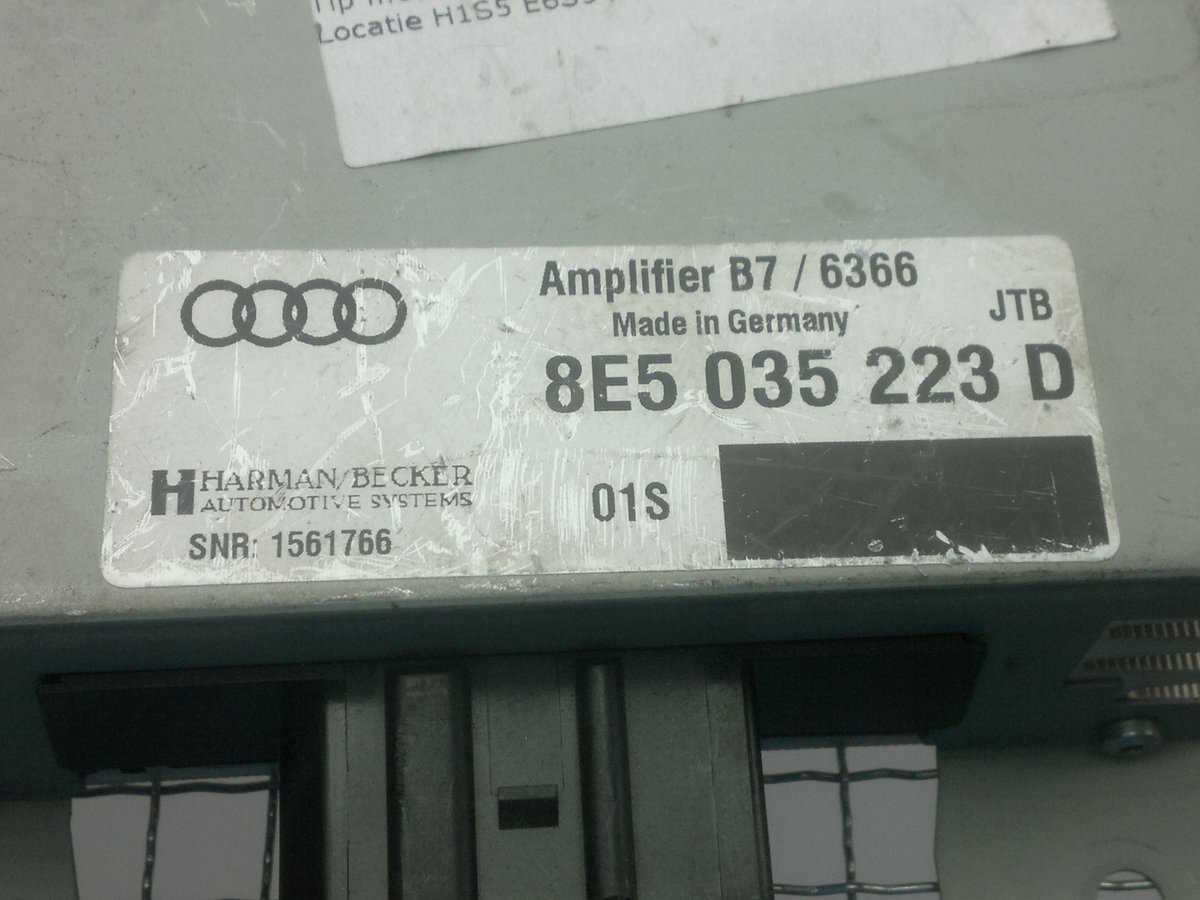 Locatie H1S5
Amplifier B7 / 6366
Made in Germany
JTB
8E5 035 223 D
HARMAN/BECKER
AUTOMOTIVE SYSTEMS
01S
SNR: 1561766